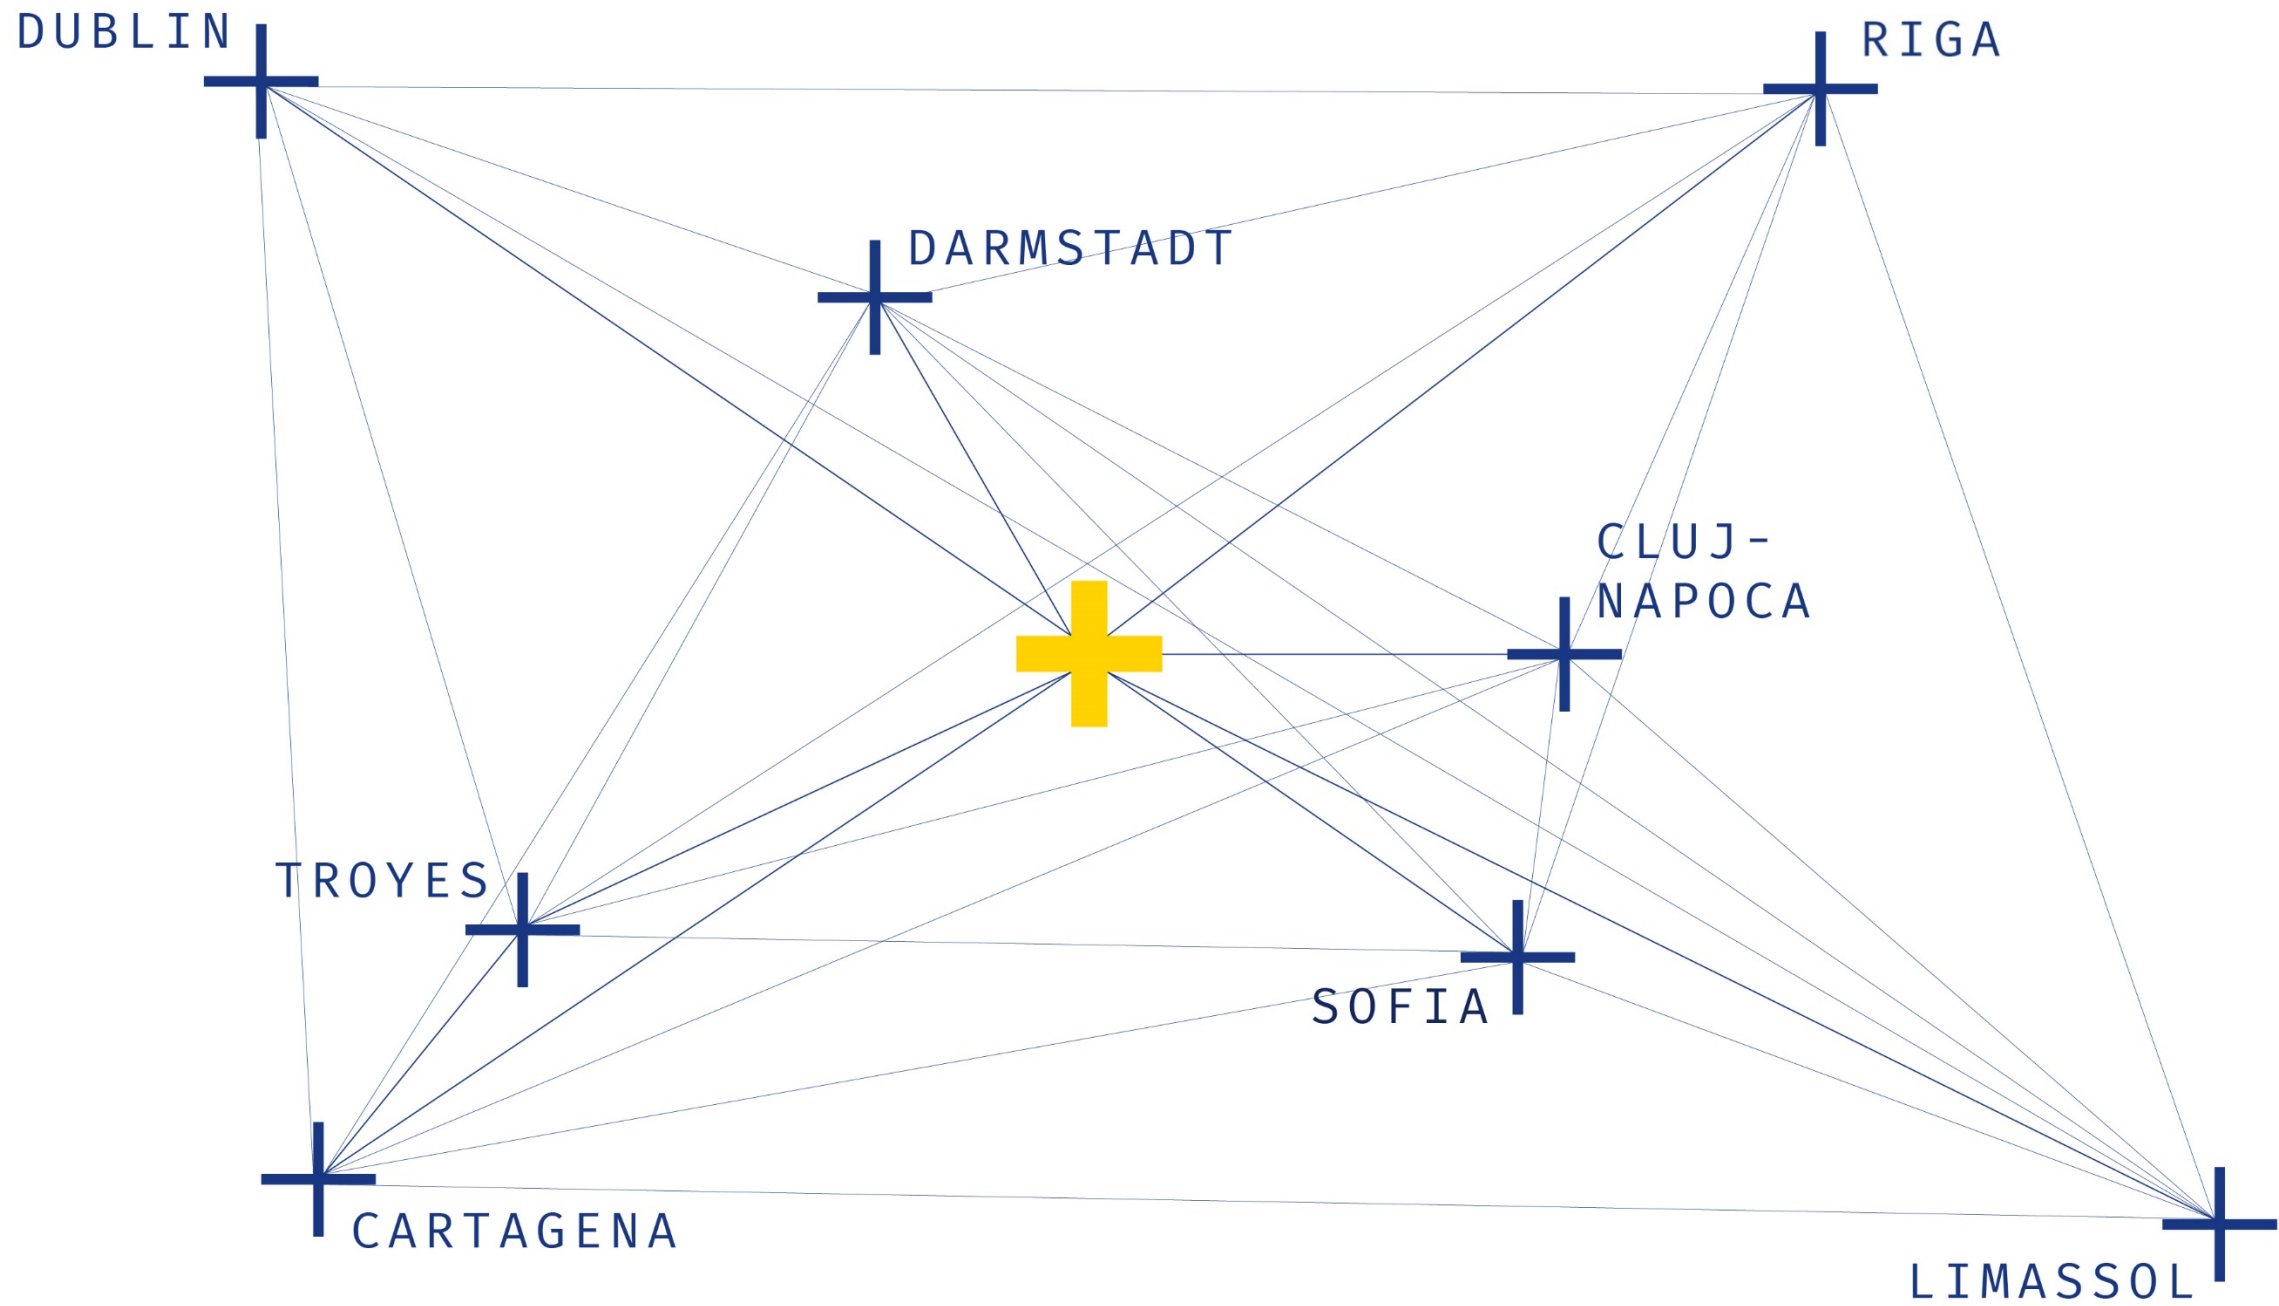 DUBLIN
RIGA
DARMSTADT
CLUJ-
NAPOCA
TROYES
SOFIA
CARTAGENA
LIMASSOL